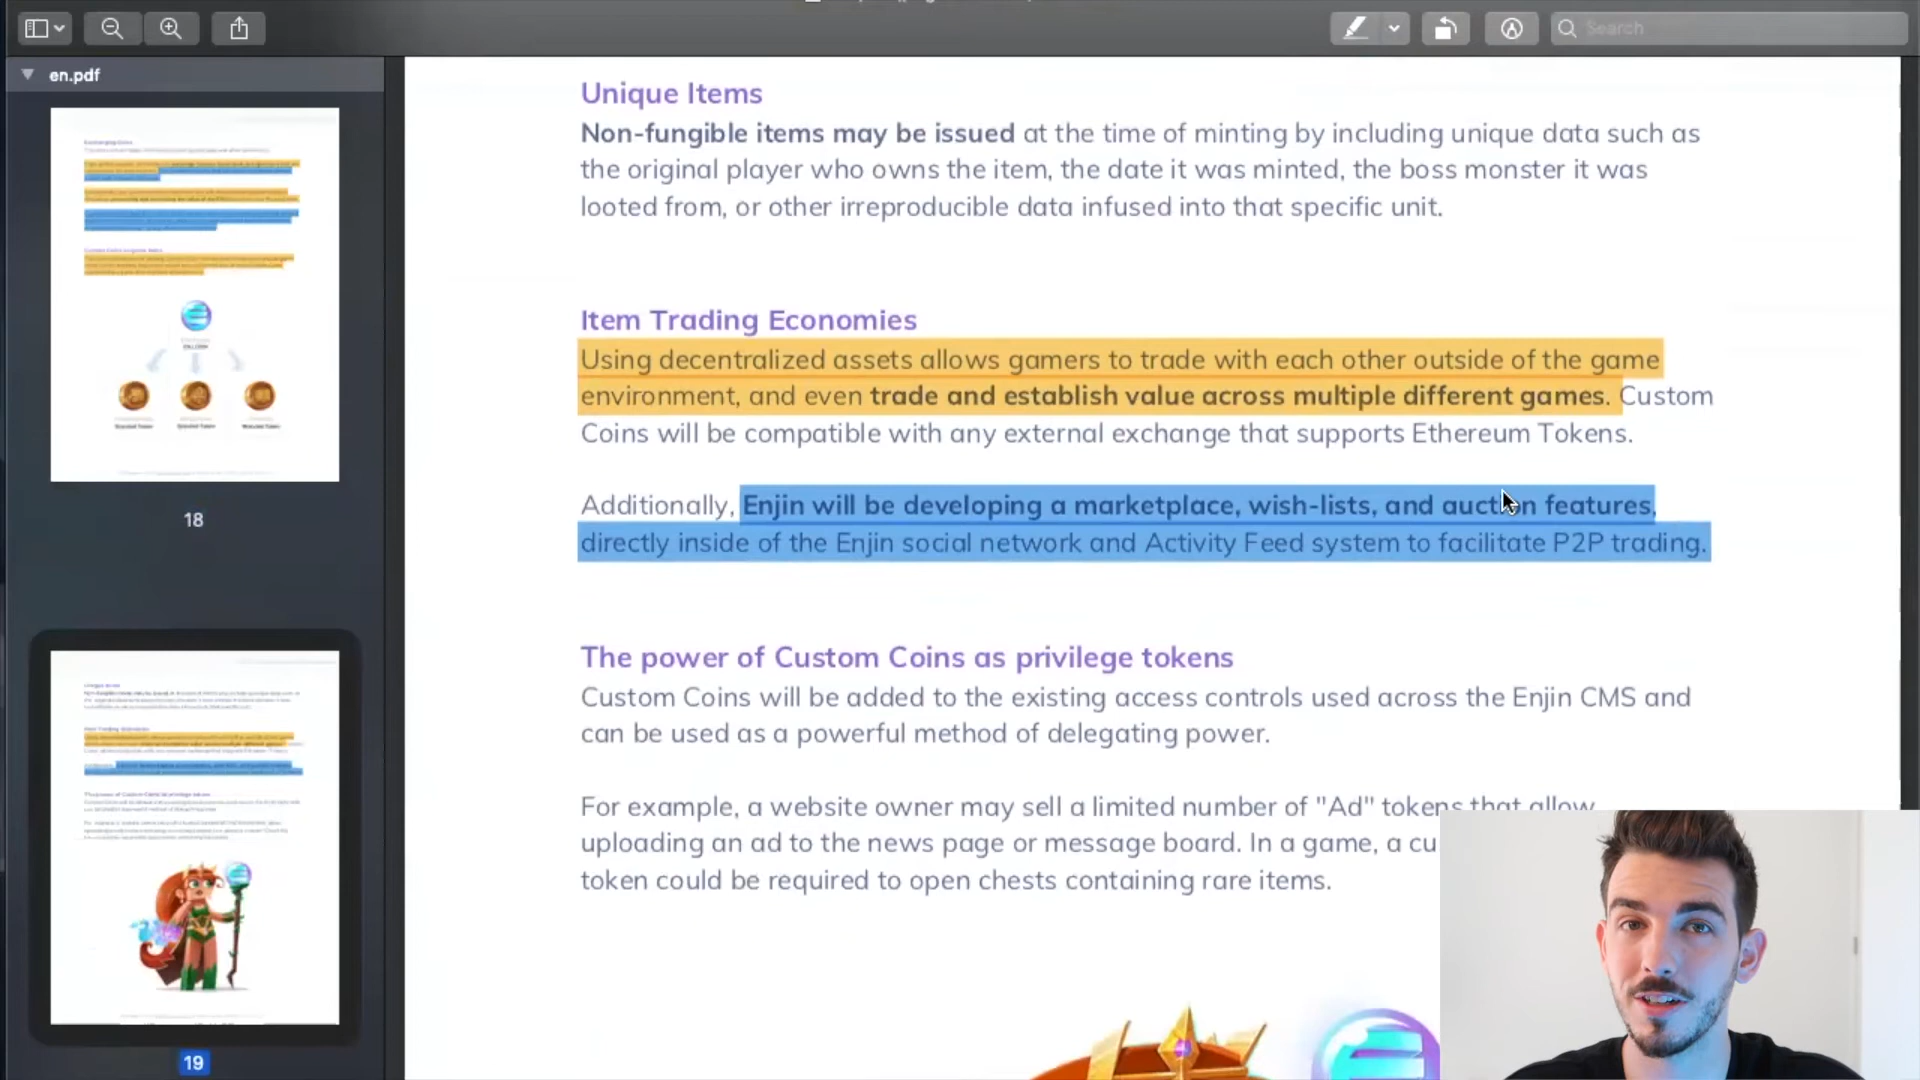 Search
en.pdf
18
19
Unique Items
Non-fungible items may be issued at the time of minting by including unique data such as
the original player who owns the item, the date it was minted, the boss monster it was
looted from, or other irreproducible data infused into that specific unit.
Item Trading Economies
Using decentralized assets allows gamers to trade with each other outside of the game
environment, and even trade and establish value across multiple different games. Custom
Coins will be compatible with any external exchange that supports Ethereum Tokens.
Additionally, Enjin will be developing a marketplace, wish-lists, and auction features,
directly inside of the Enjin social network and Activity Feed system to facilitate P2P trading.
The power of Custom Coins as privilege tokens
Custom Coins will be added to the existing access controls used across the Enjin CMS and
can be used as a powerful method of delegating power.
For example, a website owner may sell a limited number of "Ad" tokens that allow
uploading an ad to the news page or message board. In a game, a cu
token could be required to open chests containing rare items.